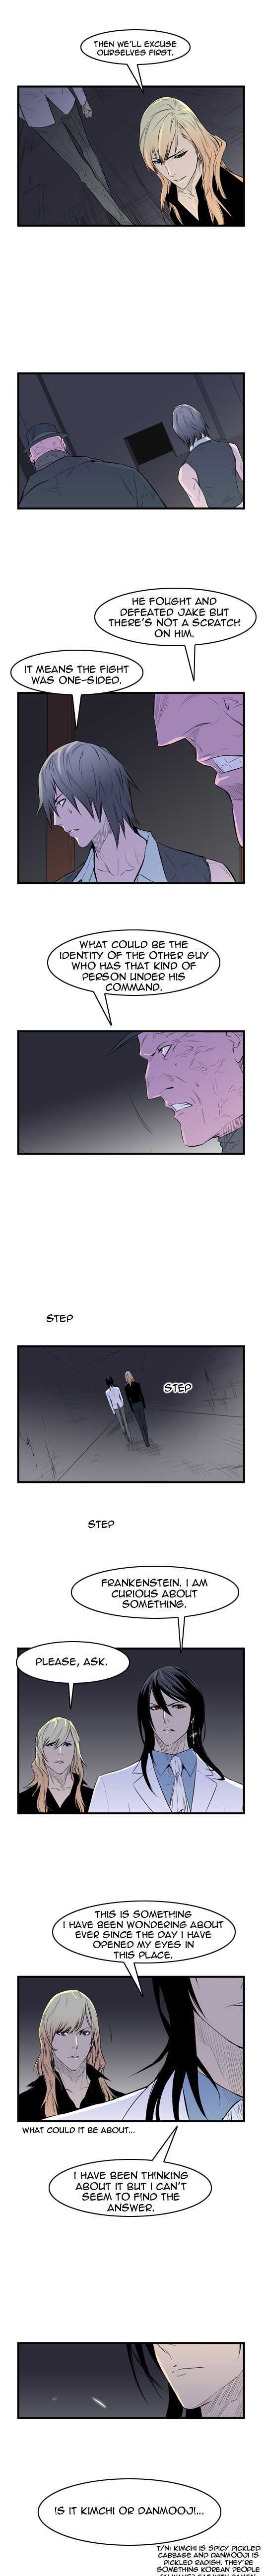 THEN WE'LL EXCUSE
OURSELVES FIRST.
HE FOUGHT AND
DEFEATED JAKE BUT
THERE'S NOT A SCRATCH
ON HIM.
IT MEANS THE FIGHT
WAS ONE-SIDED.
WHAT COULD BE THE
IDENTITY OF THE OTHER GUY
WHO HAS THAT KIND OF
PERSON UNDER HIS
COMMAND.
STEP
STEP
STEP
FRANKENSTEIN. I AM
CURIOUS ABOUT
SOMETHING.
PLEASE, ASK.
THIS IS SOMETHING
I HAVE BEEN WONDERING ABOUT
EVER SINCE THE DAY I HAVE
OPENED MY EYES IN
THIS PLACE.
WHAT COULD IT BE ABOUT...
I HAVE BEEN THINKING
ABOUT IT BUT I CAN'T
SEEM TO FIND THE
ANSWER.
IS IT KIMCHI OR DANMOOJI...
T/N: KIMCHI IS SPICY PICKLED
CABBAGE AND DANMOOJI IS
PICKLED RADISH. THEY'RE
SOMETHING KOREAN PEOPLE